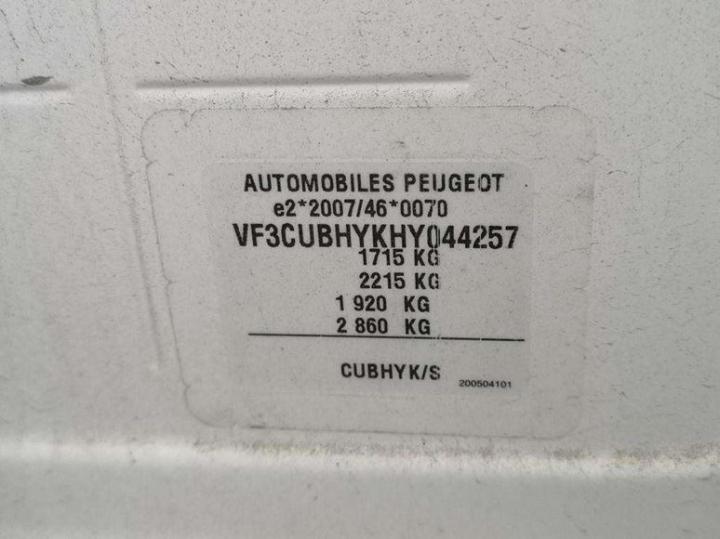 AUTOMOBILES PEUGEOT
e2*2007/46*0070
VF3CUBHYKHY044257
1715 KG
2215 KG
1 920 KG
2 860 KG
CUBHYK/S
200504101